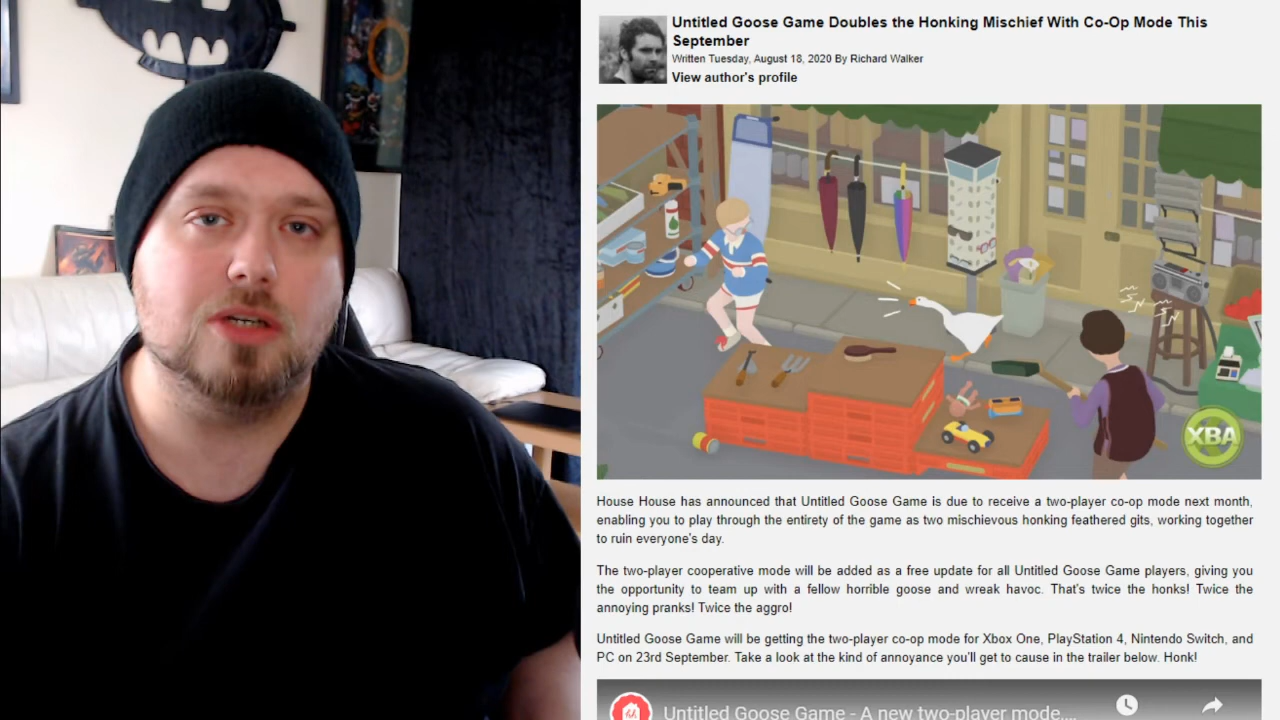 Untitled Goose Game Doubles the Honking Mischief With Co-Op Mode This
September
Written Tuesday, August 18, 2020 By Richard Walker
View author's profile
XBA
House House has announced that Untitled Goose Game is due to receive a two-player co-op mode next month,
enabling you to play through the entirety of the game as two mischievous honking feathered gits, working together
to ruin everyone's day.
The two-player cooperative mode will be added as a free update for all Untitled Goose Game players, giving you
the opportunity to team up with a fellow horrible goose and wreak havoc. That's twice the honks! Twice the
annoying pranks! Twice the aggro!
Untitled Goose Game will be getting the two-player co-op mode for Xbox One, PlayStation 4, Nintendo Switch, and
PC on 23rd September. Take a look at the kind of annoyance you'll get to cause in the trailer below. Honk!
Untitled Goose Game - A new two-player mode....